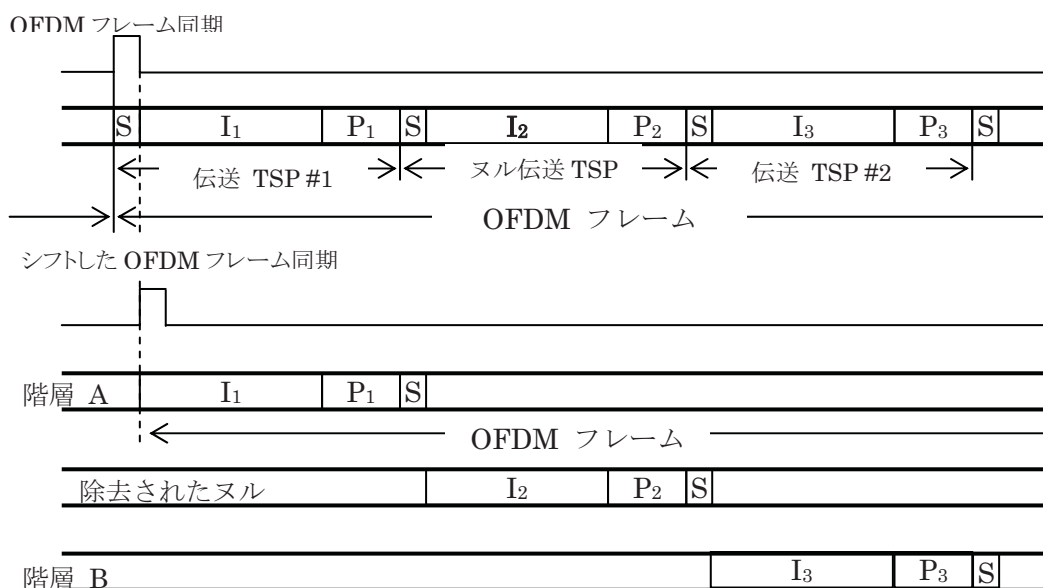 OFDM フレーム同期
S I₁ P₁ S I₂ P₂ S I₃ P₃ S
伝送 TSP #1 ヌル伝送 TSP 伝送 TSP #2
OFDM フレーム
シフトした OFDM フレーム同期
階層 A I₁ P₁ S
OFDM フレーム
除去されたヌル I₂ P₂ S
階層 B I₃ P₃ S